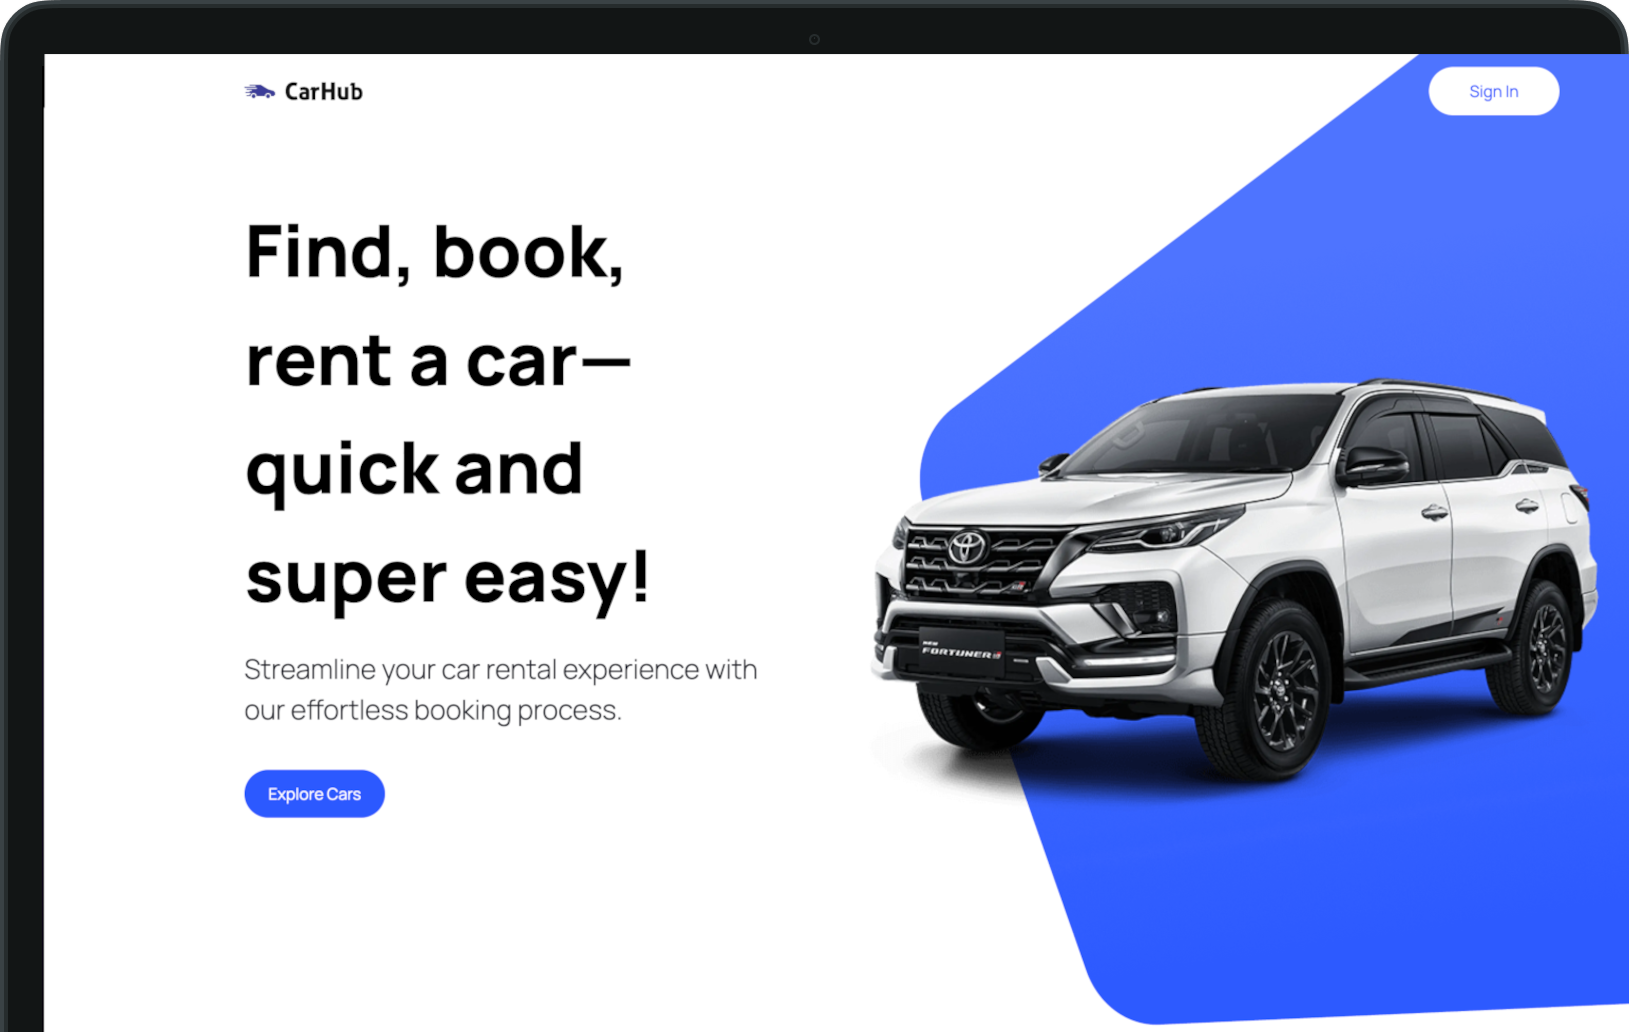 CarHub
Sign In
Find, book,
rent a car—
quick and
super easy!
Streamline your car rental experience with
our effortless booking process.
Explore Cars
NEW
FORTUNER